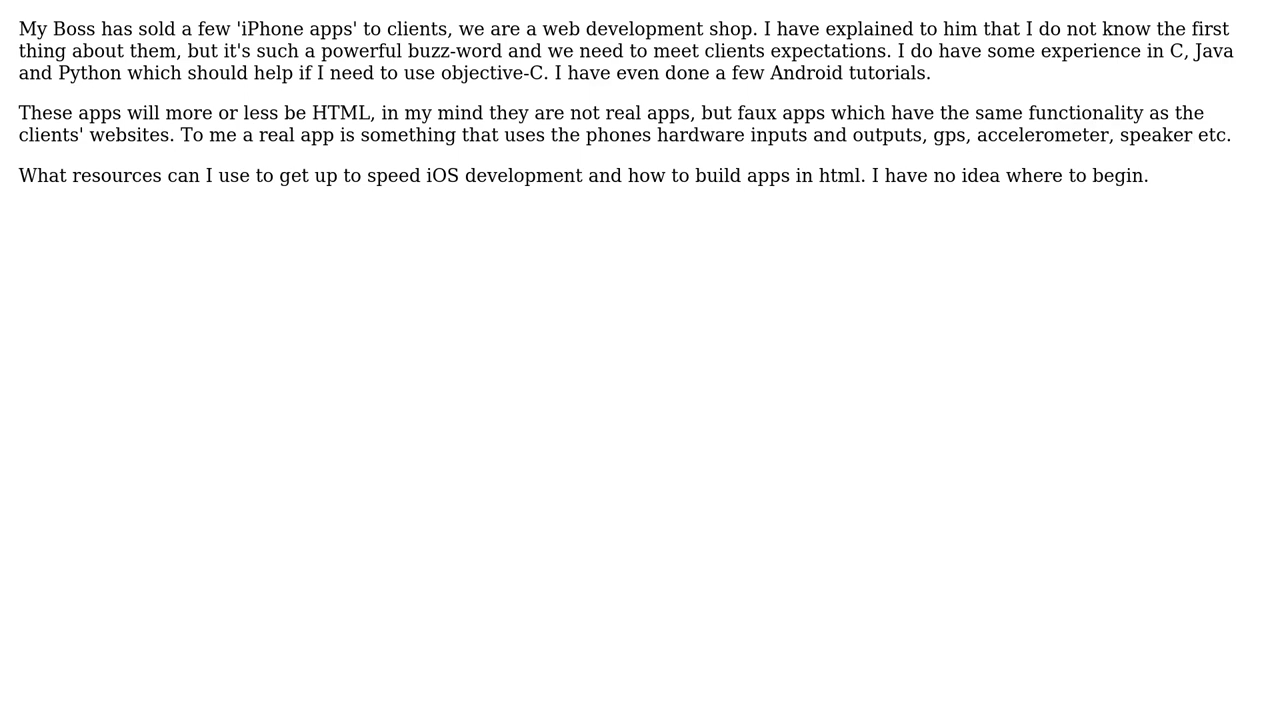 My Boss has sold a few 'iPhone apps' to clients, we are a web development shop. I have explained to him that I do not know the first
thing about them, but it's such a powerful buzz-word and we need to meet clients expectations. I do have some experience in C, Java
and Python which should help if I need to use objective-C. I have even done a few Android tutorials.
These apps will more or less be HTML, in my mind they are not real apps, but faux apps which have the same functionality as the
clients' websites. To me a real app is something that uses the phones hardware inputs and outputs, gps, accelerometer, speaker etc.
What resources can I use to get up to speed iOS development and how to build apps in html. I have no idea where to begin.